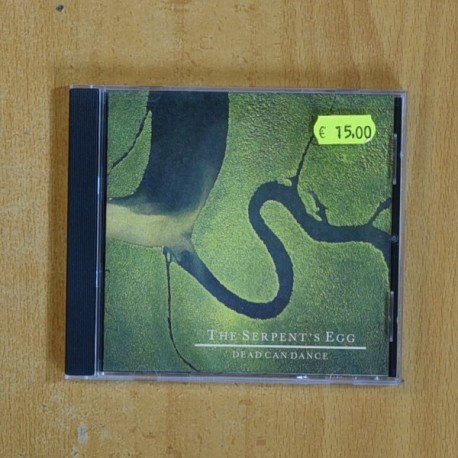 € 15,00
THE SERPENT'S EGG
DEAD CAN DANCE